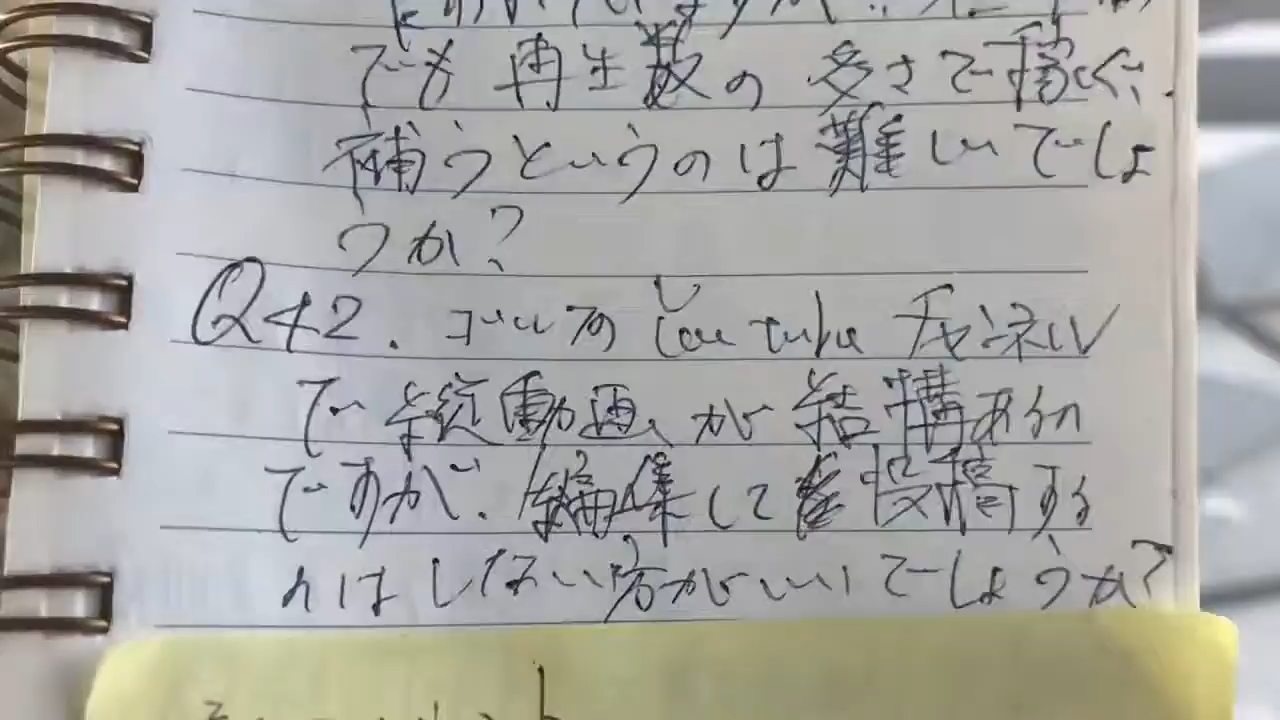 でも再生数の多さで稼ぐ、
補うというのは難しいでしょ
うか?
Q42. ゴルフのYoutubeチャンネル
で縦動画が結構あるの
ですが、編集して投稿する
のはしない方がいいでしょうか?